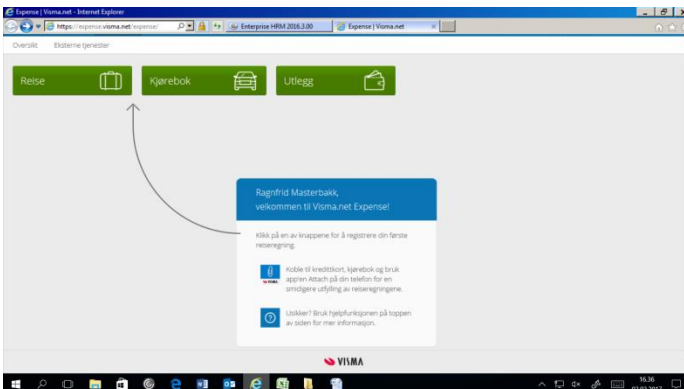 Expense | Visma.net - Internet Explorer
https://expense.visma.net/expense/
Enterprise HRM 2016.3.00
Expense | Visma.net
Oversikt Eksterne tjenester
Reise
Kjørebok
Utlegg
Ragnfrid Masterbakk,
velkommen til Visma.net Expense!
Klikk på en av knappene for å registrere din første
reiseregning.
Koble til kredittkort, kjørebok og bruk
app'en Attach på din telefon for en
smidigere utfylling av reiseregningene.
Usikker? Bruk hjelpfunksjonen på toppen
av siden for mer informasjon.
VISMA
16.36